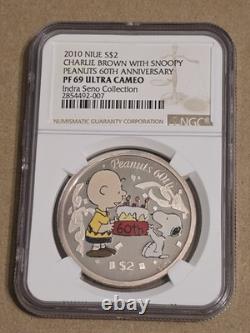 2010 NIUE S$2
CHARLIE BROWN WITH SNOOPY
PEANUTS 60TH ANNIVERSARY
PF 69 ULTRA CAMEO
Indra Seno Collection
2854492-007
NUMISMATIC GUARANTY CORPORATION
NGC
Peanuts 60th
60th
$2